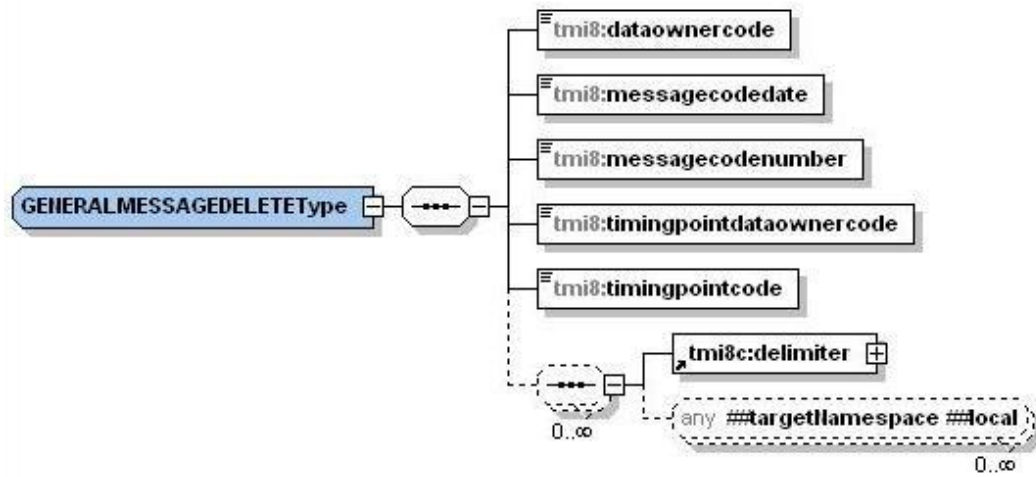 tmi8:dataownercode
tmi8:messagecodedate
tmi8:messagecodenumber
GENERALMESSAGEDELETEType
tmi8:timingpointdataownercode
tmi8:timingpointcode
tmi8c:delimiter
0..∞
any ##targetNamespace ##local
0..∞